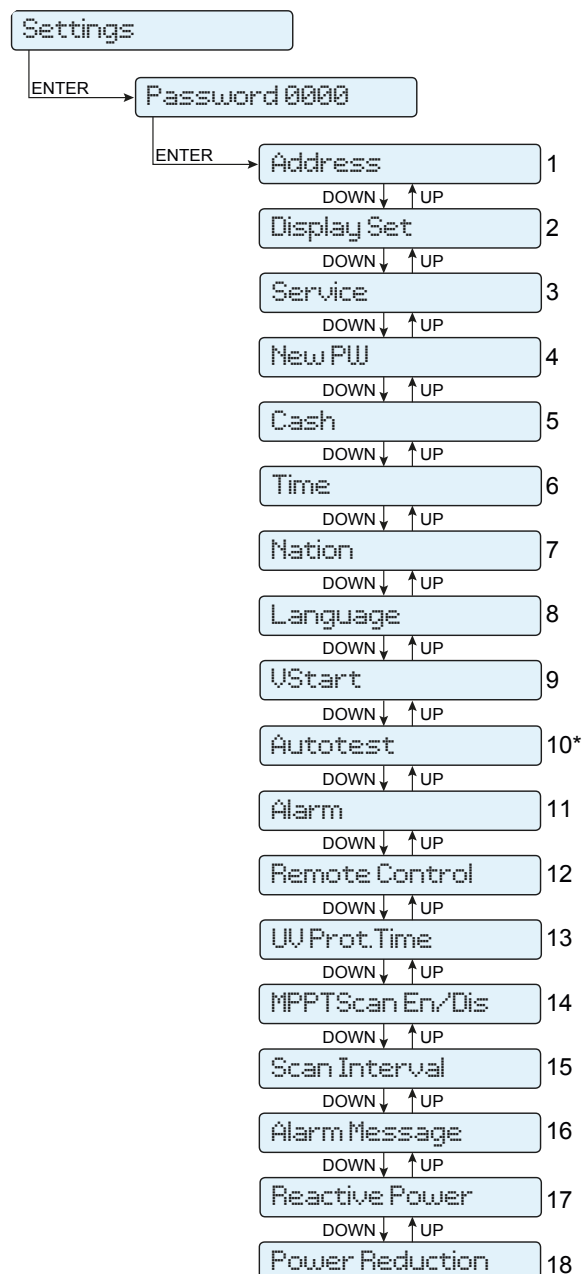 Settings
ENTER
Password 0000
ENTER
Address 1
DOWN UP
Display Set 2
DOWN UP
Service 3
DOWN UP
New PW 4
DOWN UP
Cash 5
DOWN UP
Time 6
DOWN UP
Nation 7
DOWN UP
Language 8
DOWN UP
VStart 9
DOWN UP
Autotest 10*
DOWN UP
Alarm 11
DOWN UP
Remote Control 12
DOWN UP
UV Prot.Time 13
DOWN UP
MPPTScan En/Dis 14
DOWN UP
Scan Interval 15
DOWN UP
Alarm Message 16
DOWN UP
Reactive Power 17
DOWN UP
Power Reduction 18